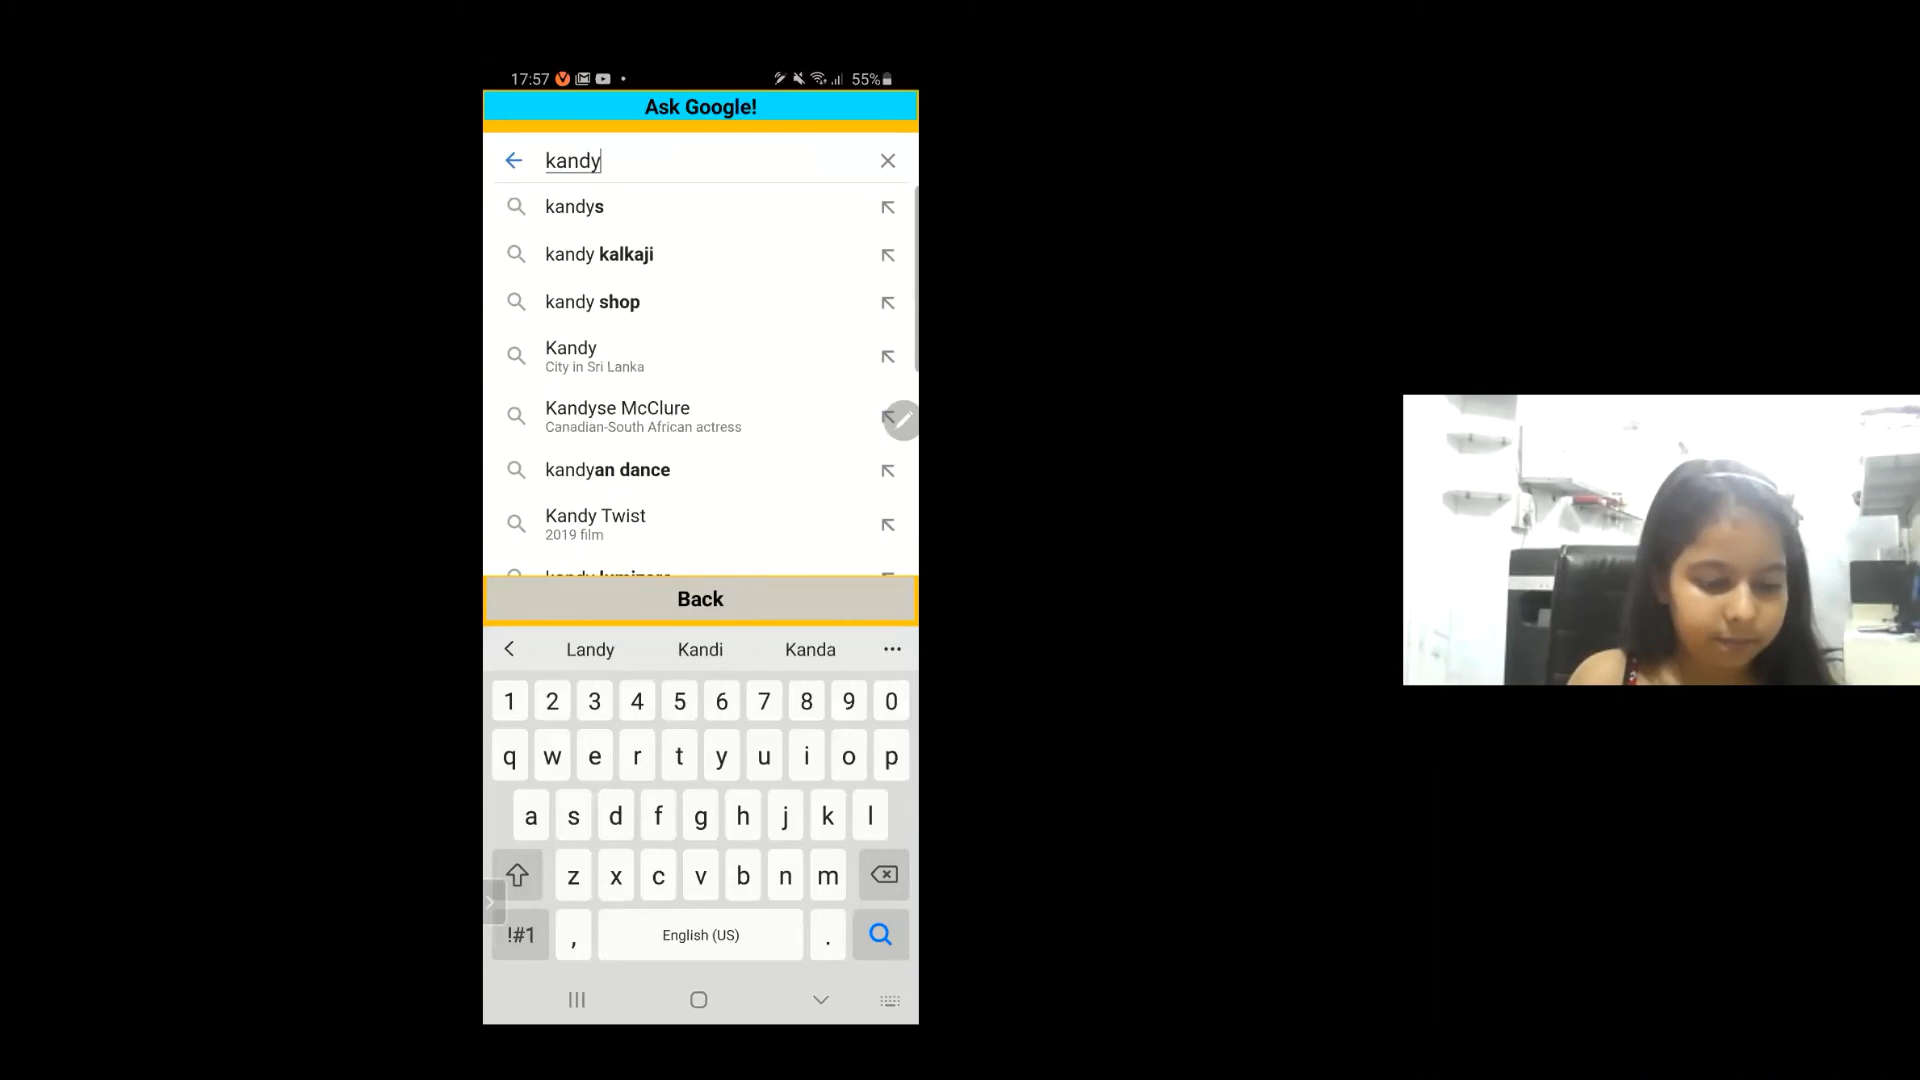 17:57
55%
Ask Google!
kandy
kandys
kandy kalkaji
kandy shop
Kandy
City in Sri Lanka
Kandyse McClure
Canadian-South African actress
kandyan dance
Kandy Twist
2019 film
Back
Landy Kandi Kanda
1 2 3 4 5 6 7 8 9 0
q w e r t y u i o p
a s d f g h j k l
z x c v b n m
!#1 , English (US) .